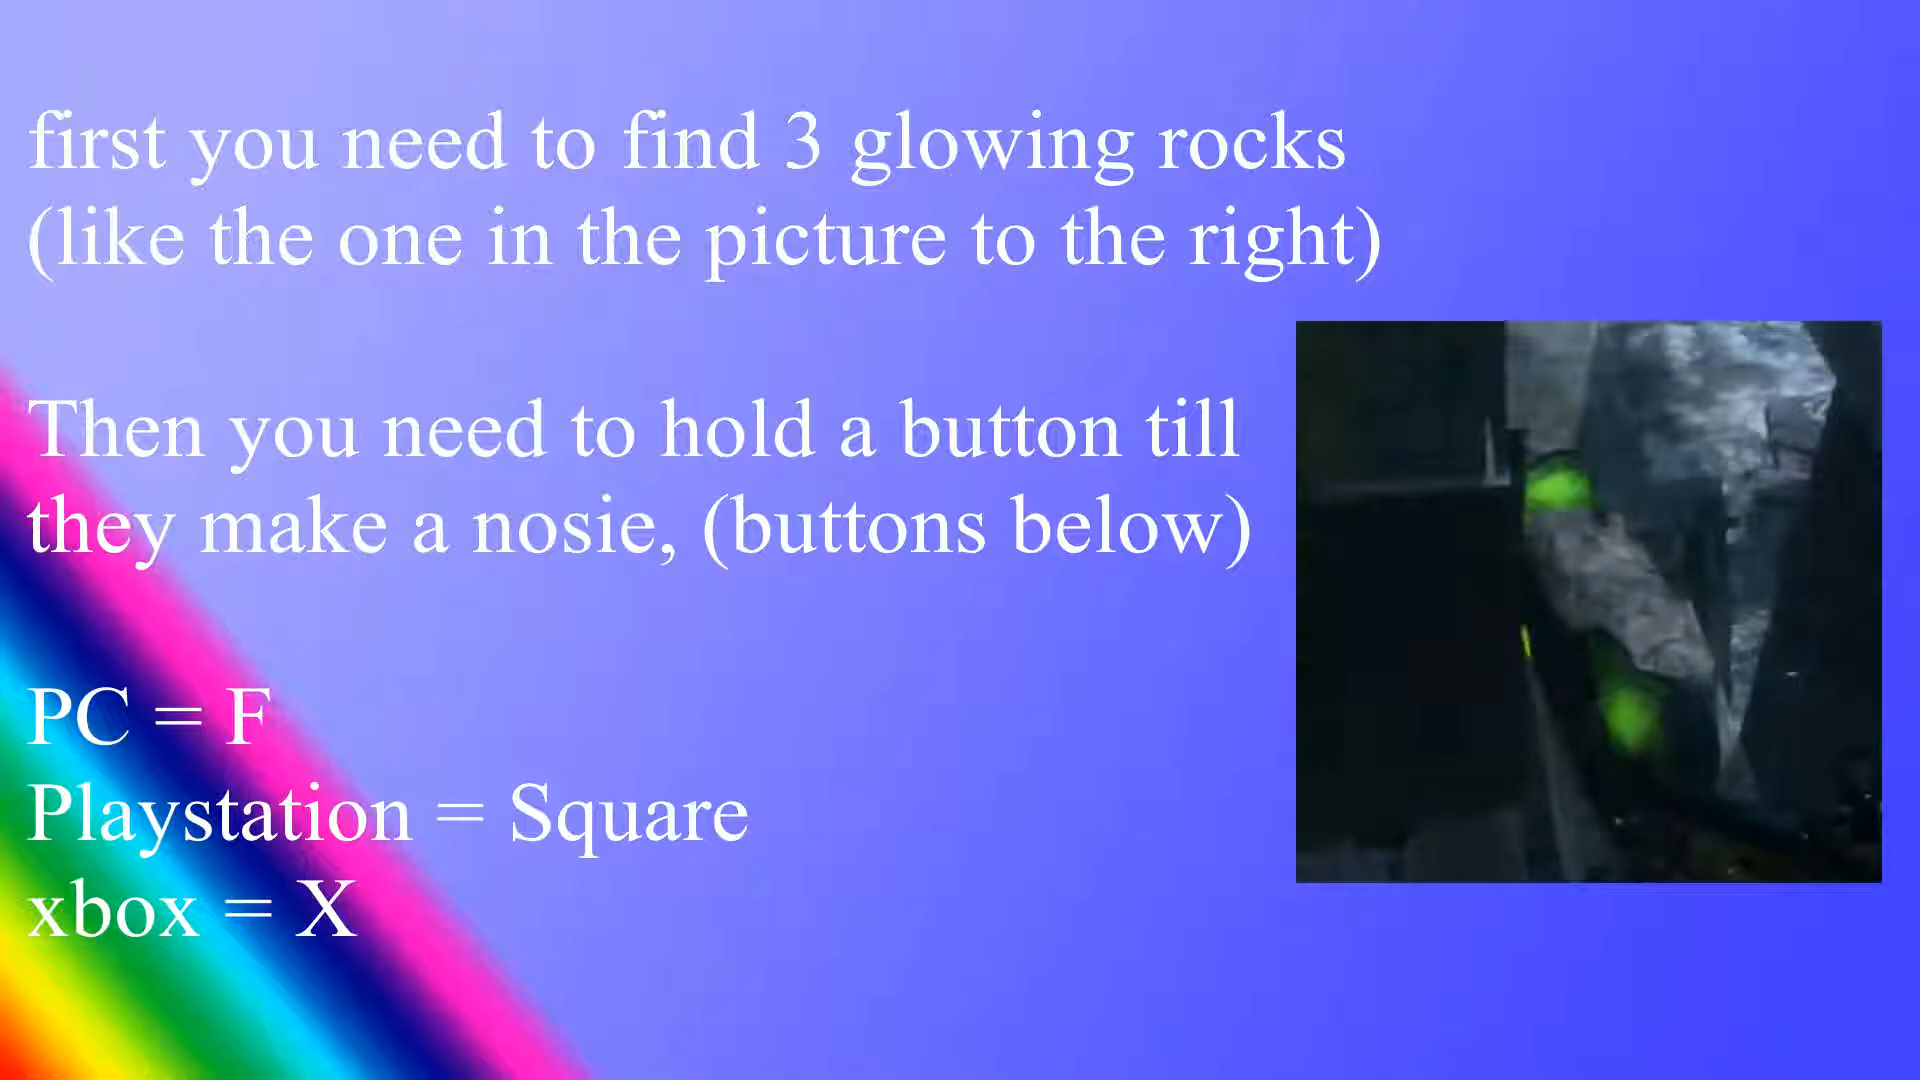 first you need to find 3 glowing rocks
(like the one in the picture to the right)
Then you need to hold a button till
they make a nosie, (buttons below)
PC = F
Playstation = Square
xbox = X